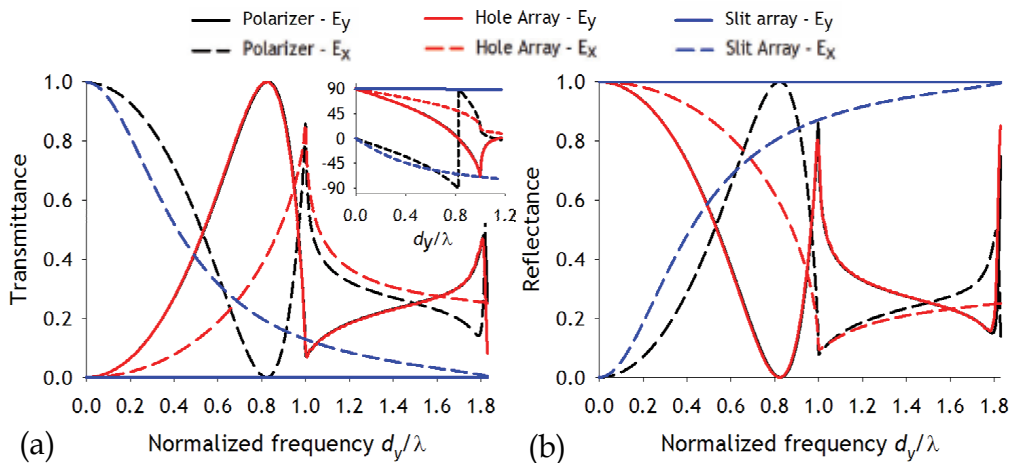 Polarizer - Ey Hole Array - Ey Slit array - Ey
Polarizer - Ex Hole Array - Ex Slit Array - Ex
Transmittance
1.0
0.8
0.6
0.4
0.2
0.0
0.0 0.2 0.4 0.6 0.8 1.0 1.2 1.4 1.6 1.8
90
45
0
-45
-90
0.0 0.4 0.8 1.2
dy/λ
(a) Normalized frequency dy/λ
Reflectance
1.0
0.8
0.6
0.4
0.2
0.0
0.0 0.2 0.4 0.6 0.8 1.0 1.2 1.4 1.6 1.8
(b) Normalized frequency dy/λ